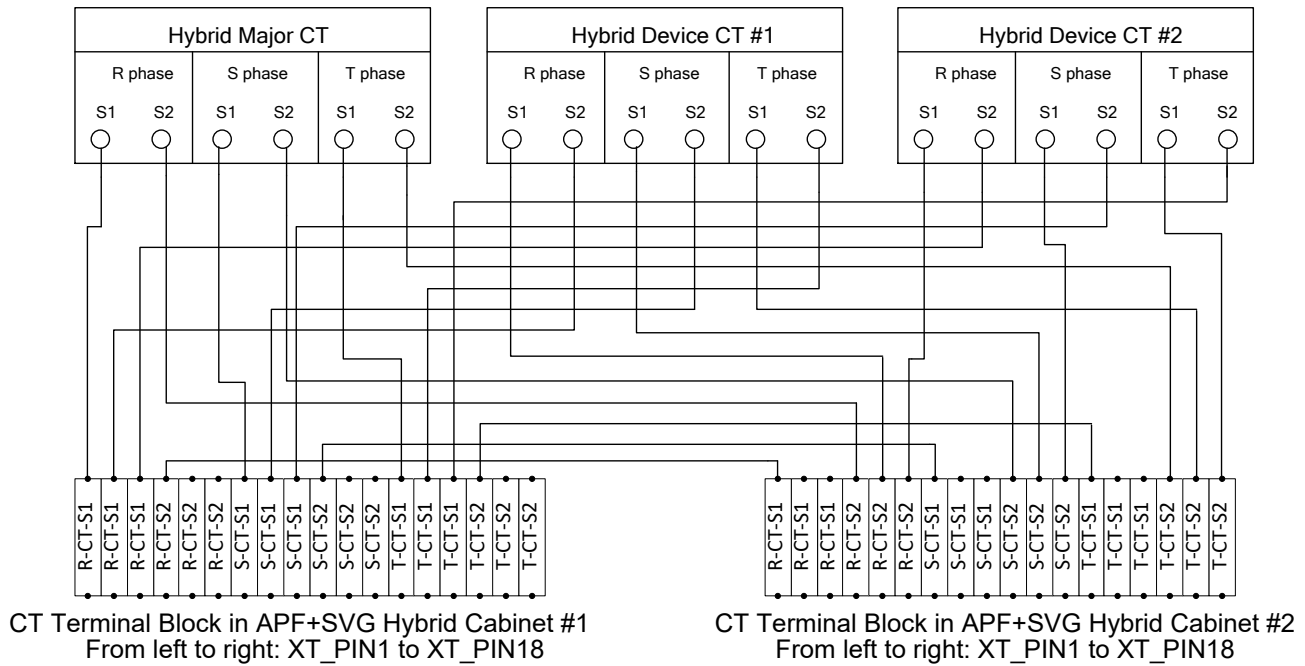 Hybrid Major CT
R phase S phase T phase
S1 S2 S1 S2 S1 S2
Hybrid Device CT #1
R phase S phase T phase
S1 S2 S1 S2 S1 S2
Hybrid Device CT #2
R phase S phase T phase
S1 S2 S1 S2 S1 S2
R-CT-S1
R-CT-S1
R-CT-S1
R-CT-S2
R-CT-S2
R-CT-S2
S-CT-S1
S-CT-S1
S-CT-S1
S-CT-S2
S-CT-S2
S-CT-S2
T-CT-S1
T-CT-S1
T-CT-S1
T-CT-S2
T-CT-S2
T-CT-S2
CT Terminal Block in APF+SVG Hybrid Cabinet #1
From left to right: XT_PIN1 to XT_PIN18
R-CT-S1
R-CT-S1
R-CT-S1
R-CT-S2
R-CT-S2
R-CT-S2
S-CT-S1
S-CT-S1
S-CT-S1
S-CT-S2
S-CT-S2
S-CT-S2
T-CT-S1
T-CT-S1
T-CT-S1
T-CT-S2
T-CT-S2
T-CT-S2
CT Terminal Block in APF+SVG Hybrid Cabinet #2
From left to right: XT_PIN1 to XT_PIN18